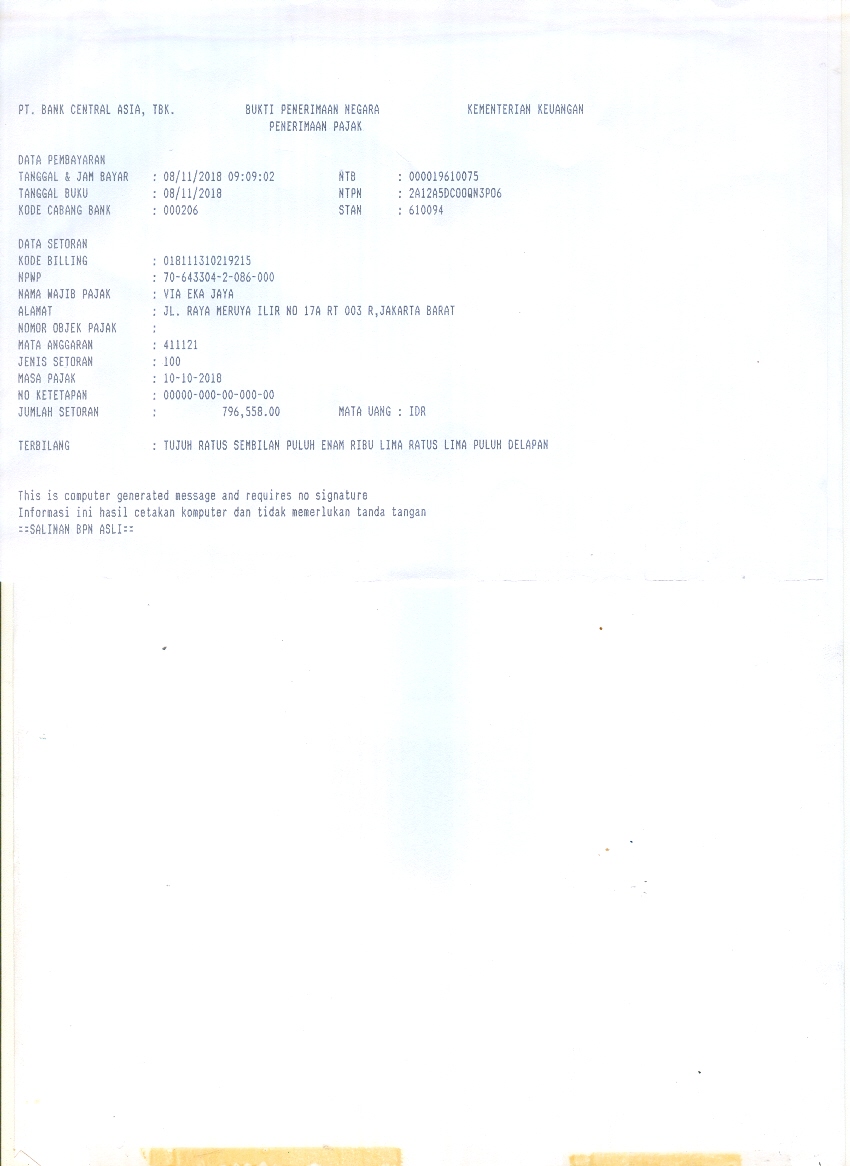 PT. BANK CENTRAL ASIA, TBK. BUKTI PENERIMAAN NEGARA KEMENTERIAN KEUANGAN
PENERIMAAN PAJAK
DATA PEMBAYARAN
TANGGAL & JAM BAYAR : 08/11/2018 09:09:02 NTB : 000019610075
TANGGAL BUKU : 08/11/2018 NTPN : 2A12A5DCOOQN3PO6
KODE CABANG BANK : 000206 STAN : 610094
DATA SETORAN
KODE BILLING : 018111310219215
NPWP : 70-643304-2-086-000
NAMA WAJIB PAJAK : VIA EKA JAYA
ALAMAT : JL. RAYA MERUYA ILIR NO 17A RT 003 R,JAKARTA BARAT
NOMOR OBJEK PAJAK :
MATA ANGGARAN : 411121
JENIS SETORAN : 100
MASA PAJAK : 10-10-2018
NO KETETAPAN : 00000-000-00-000-00
JUMLAH SETORAN : 796,558.00 MATA UANG : IDR
TERBILANG : TUJUH RATUS SEMBILAN PULUH ENAM RIBU LIMA RATUS LIMA PULUH DELAPAN
This is computer generated message and requires no signature
Informasi ini hasil cetakan komputer dan tidak memerlukan tanda tangan
==SALINAN BPN ASLI==